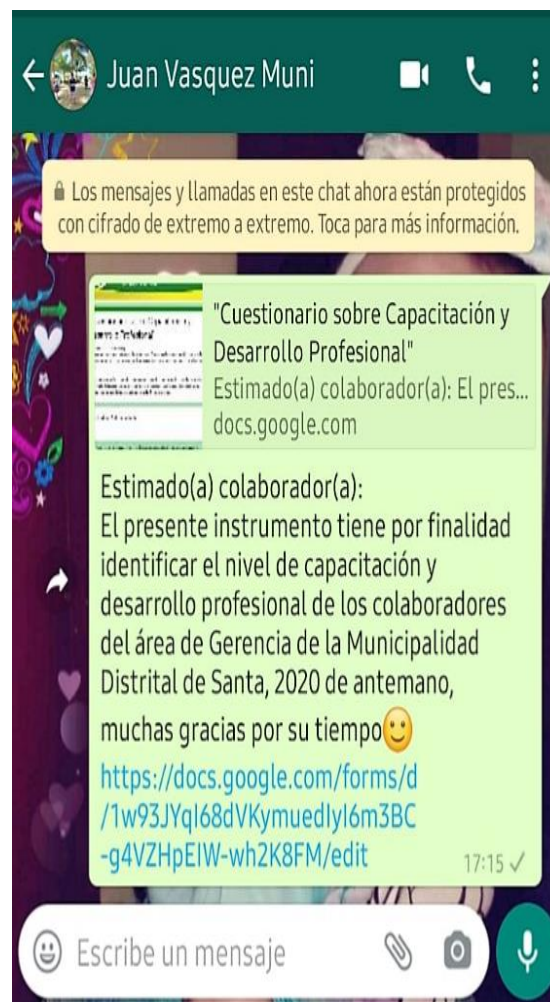 Juan Vasquez Muni
Los mensajes y llamadas en este chat ahora están protegidos
con cifrado de extremo a extremo. Toca para más información.
"Cuestionario sobre Capacitación y
Desarrollo Profesional"
Estimado(a) colaborador(a): El pres...
docs.google.com
Estimado(a) colaborador(a):
El presente instrumento tiene por finalidad
identificar el nivel de capacitación y
desarrollo profesional de los colaboradores
del área de Gerencia de la Municipalidad
Distrital de Santa, 2020 de antemano,
muchas gracias por su tiempo🙂
https://docs.google.com/forms/d
/1w93JYqI68dVKymuedIyI6m3BC
-g4VZHpEIW-wh2K8FM/edit
17:15
Escribe un mensaje